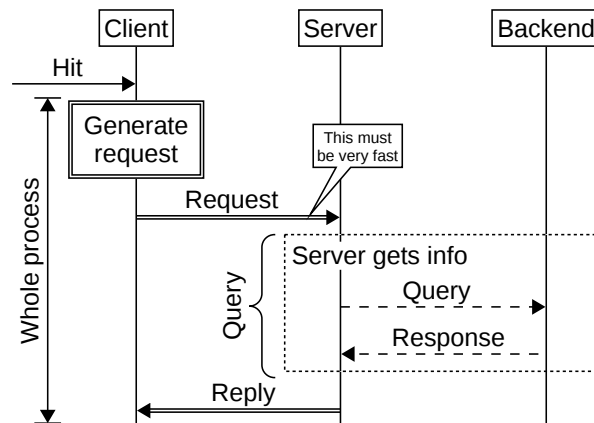 Client
Server
Backend
Hit
Generate
request
This must
be very fast
Request
Whole process
Server gets info
Query
Query
Response
Reply